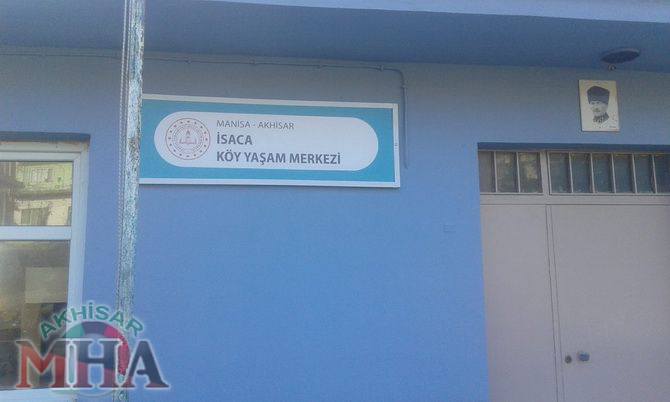 MANİSA - AKHİSAR
İSACA
KÖY YAŞAM MERKEZİ
AKHİSAR
MHA